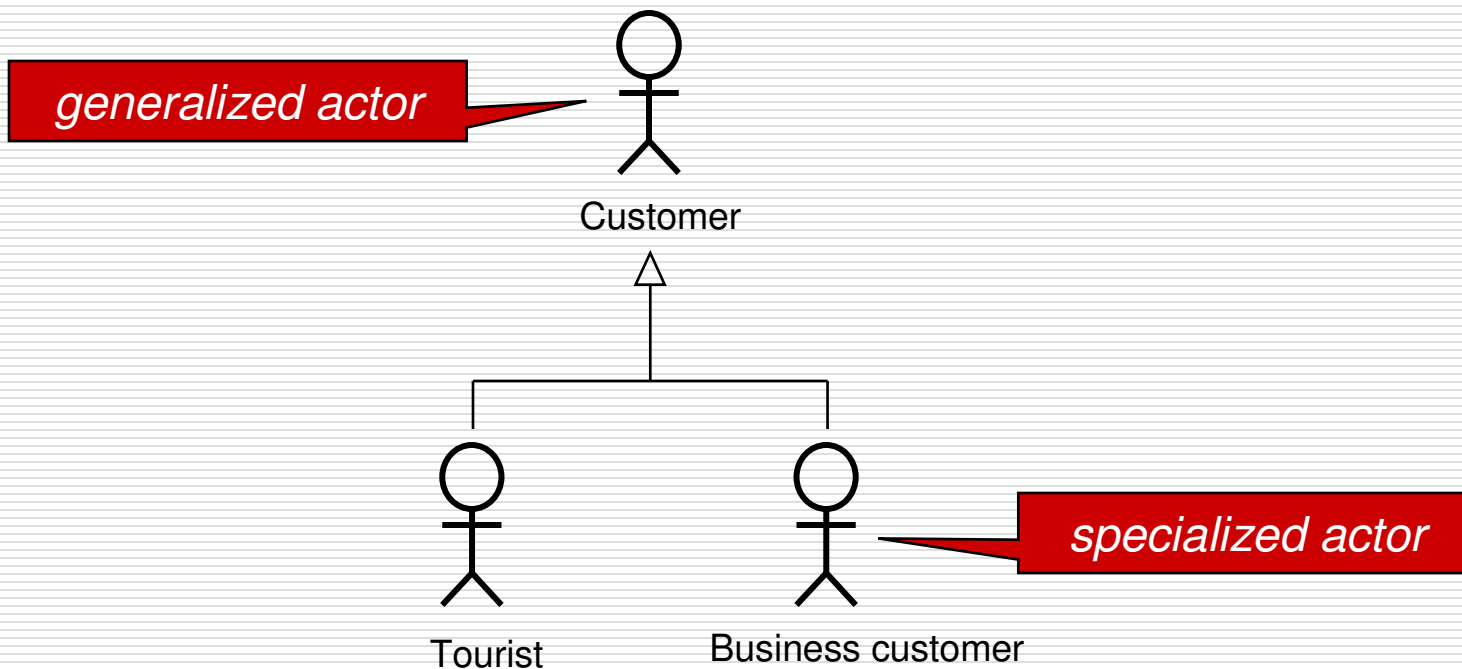 generalized actor
Customer
specialized actor
Tourist
Business customer